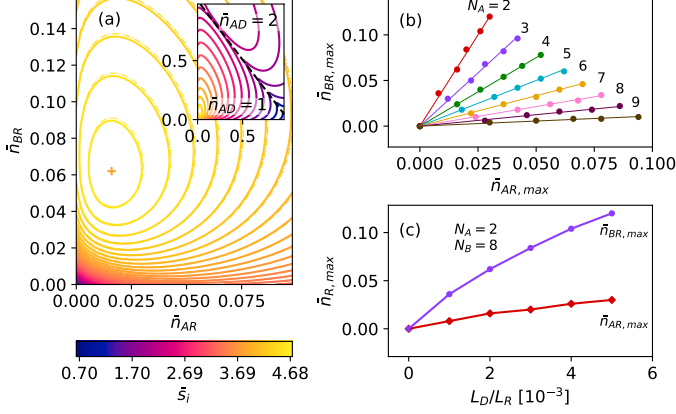 (a)
n̄_AD = 2
n̄_AD = 1
0.5
0.0
0.0
0.5
0.14
0.12
0.10
0.08
0.06
0.04
0.02
0.00
n̄_BR
0.000
0.025
0.050
0.075
n̄_AR
0.70
1.70
2.69
3.69
4.68
s̄_i
(b)
N_A = 2
3
4
5
6
7
8
9
0.10
0.05
0.00
n̄_BR,max
0.000
0.025
0.050
0.075
0.100
n̄_AR,max
(c)
N_A = 2
N_B = 8
n̄_BR,max
n̄_AR,max
0.10
0.05
0.00
n̄_R,max
0
2
4
6
L_D/L_R [10⁻³]